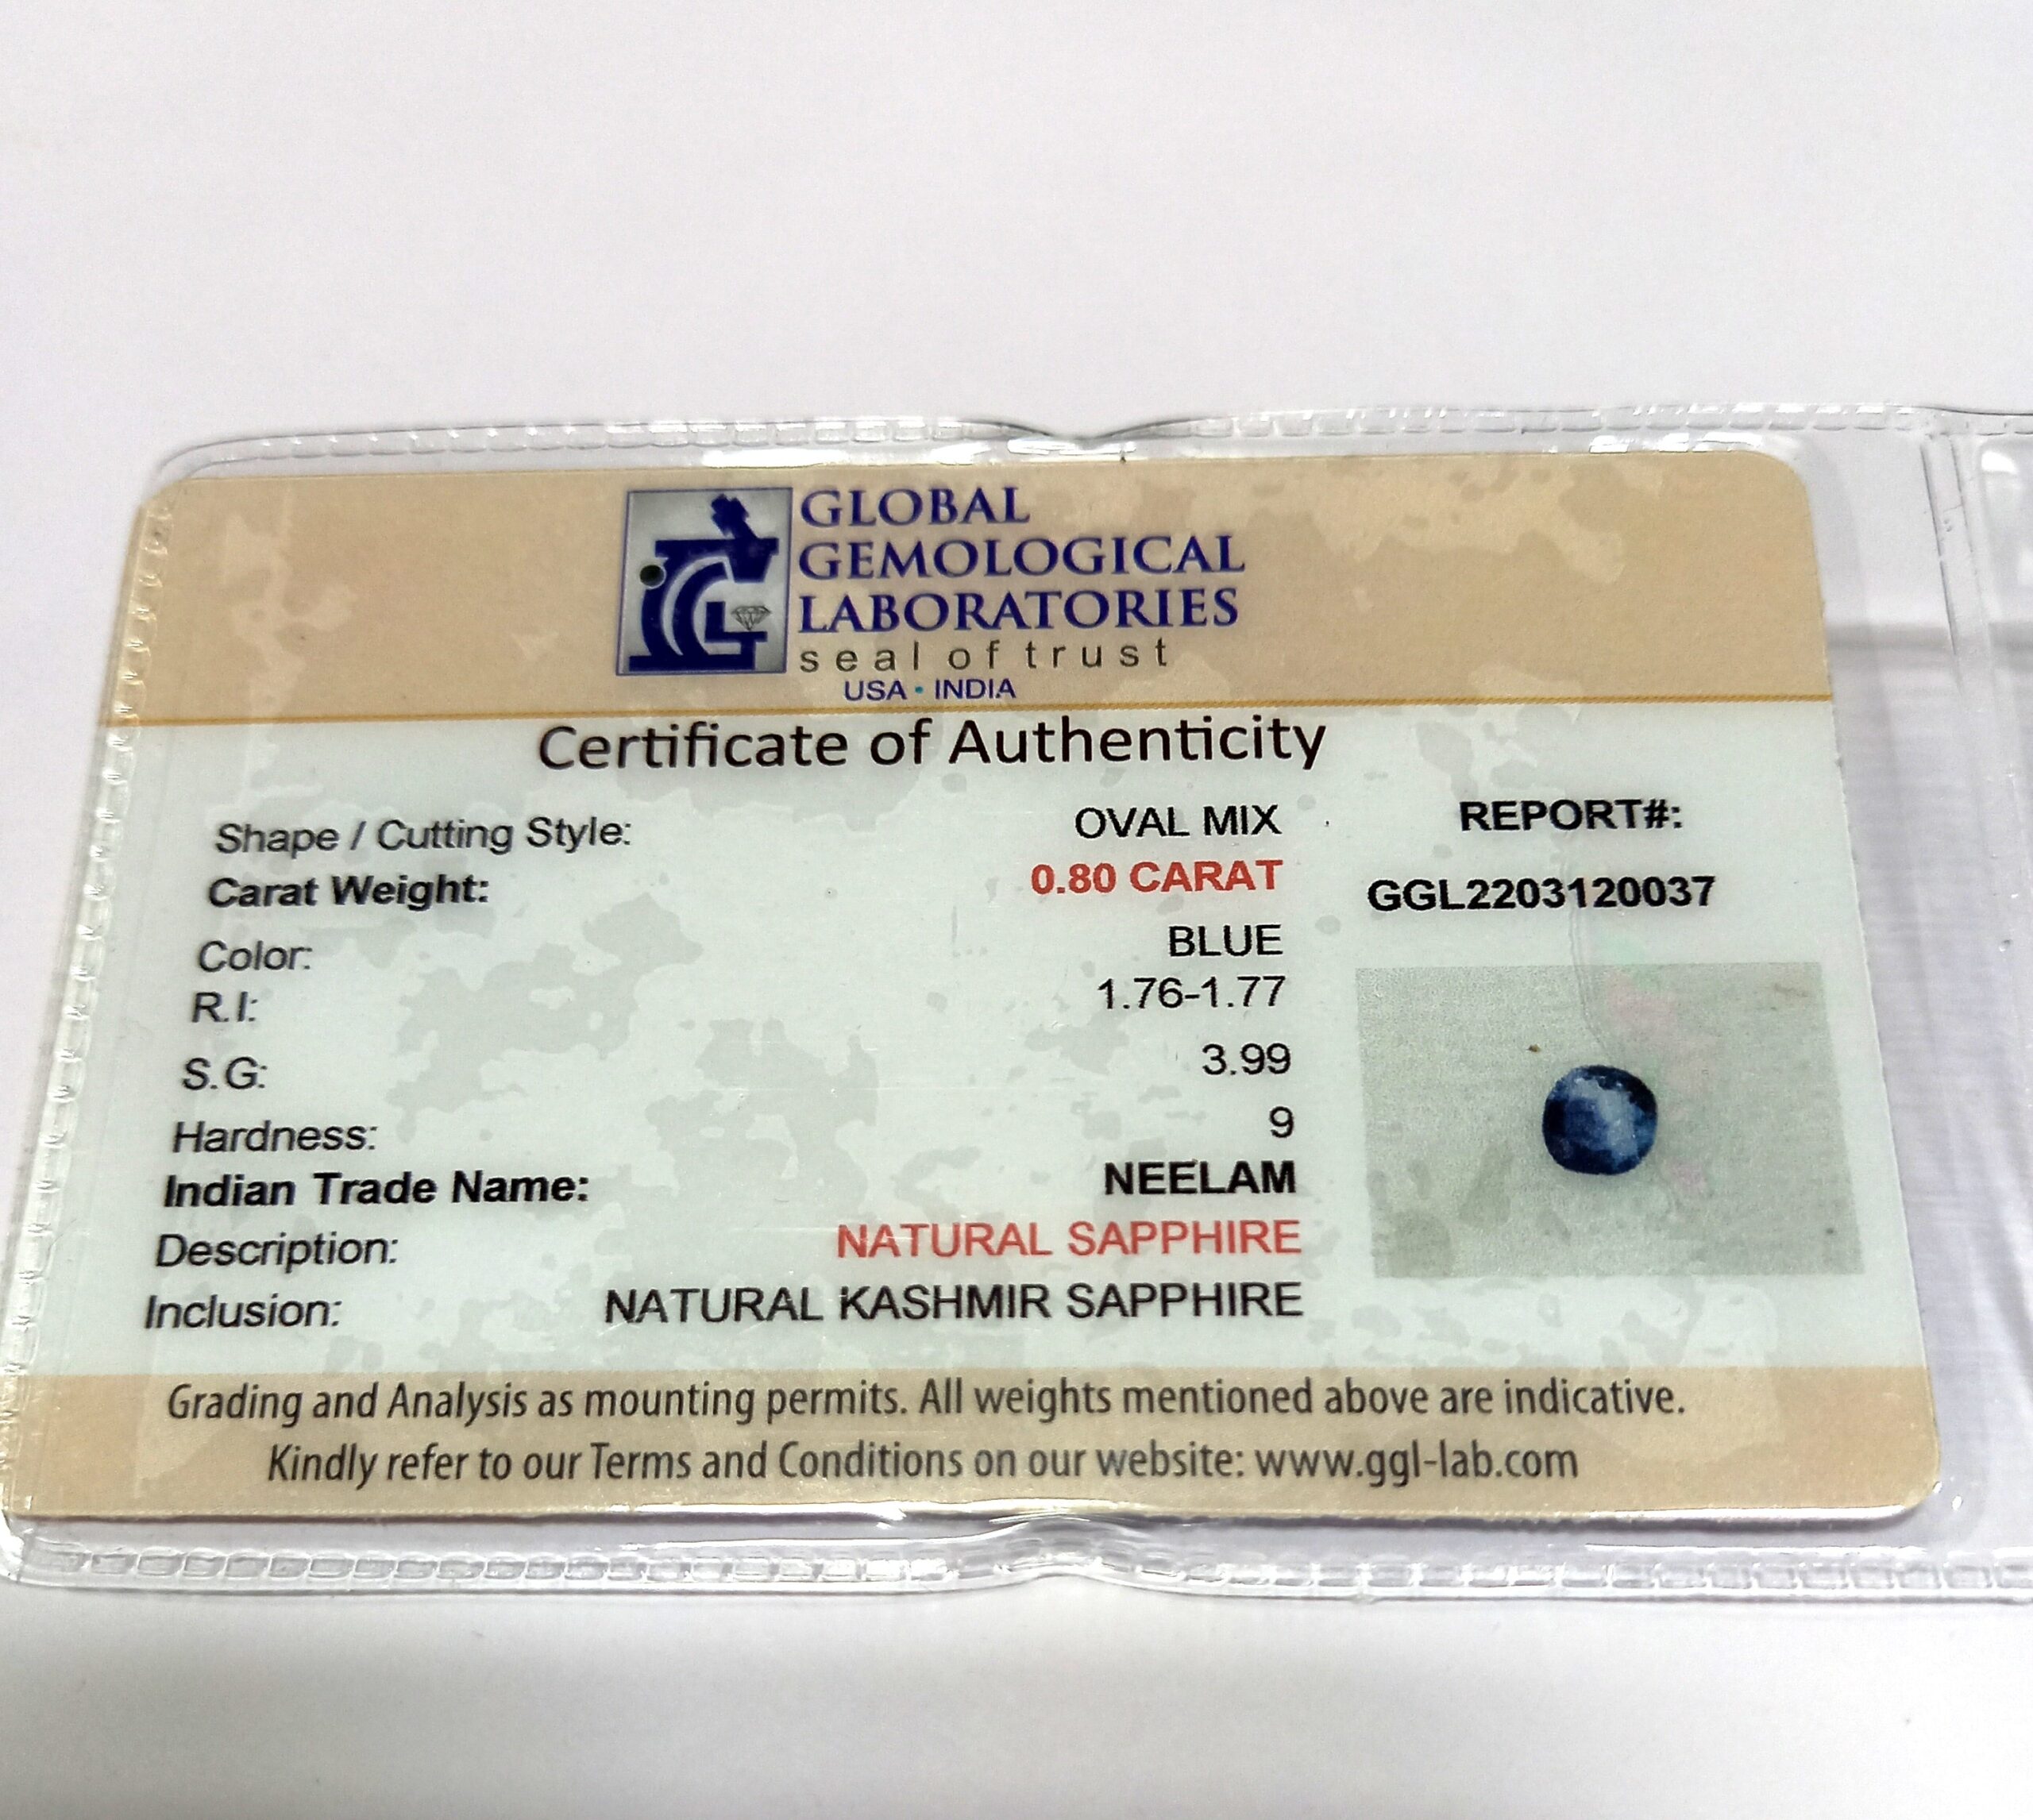 GLOBAL
GEMOLOGICAL
LABORATORIES
seal of trust
USA • INDIA
Certificate of Authenticity
Shape / Cutting Style: OVAL MIX
Carat Weight: 0.80 CARAT
Color: BLUE
R.I: 1.76-1.77
S.G: 3.99
Hardness: 9
Indian Trade Name: NEELAM
Description: NATURAL SAPPHIRE
Inclusion: NATURAL KASHMIR SAPPHIRE
REPORT#:
GGL2203120037
Grading and Analysis as mounting permits. All weights mentioned above are indicative.
Kindly refer to our Terms and Conditions on our website: www.ggl-lab.com